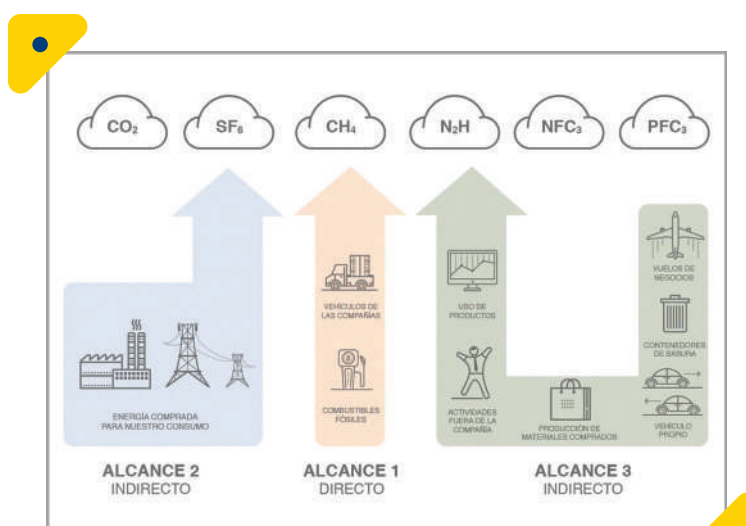 CO₂
SF₆
CH₄
N₂H
NFC₃
PFC₃
ENERGÍA COMPRADA
PARA NUESTRO CONSUMO
VEHÍCULOS DE
LAS COMPAÑÍAS
COMBUSTIBLES
FÓSILES
USO DE
PRODUCTOS
ACTIVIDADES
FUERA DE LA
COMPAÑÍA
PRODUCCIÓN DE
MATERIALES COMPRADOS
VUELOS DE
NEGOCIOS
CONTENEDORES
DE BASURA
VEHÍCULO
PROPIO
ALCANCE 2
INDIRECTO
ALCANCE 1
DIRECTO
ALCANCE 3
INDIRECTO